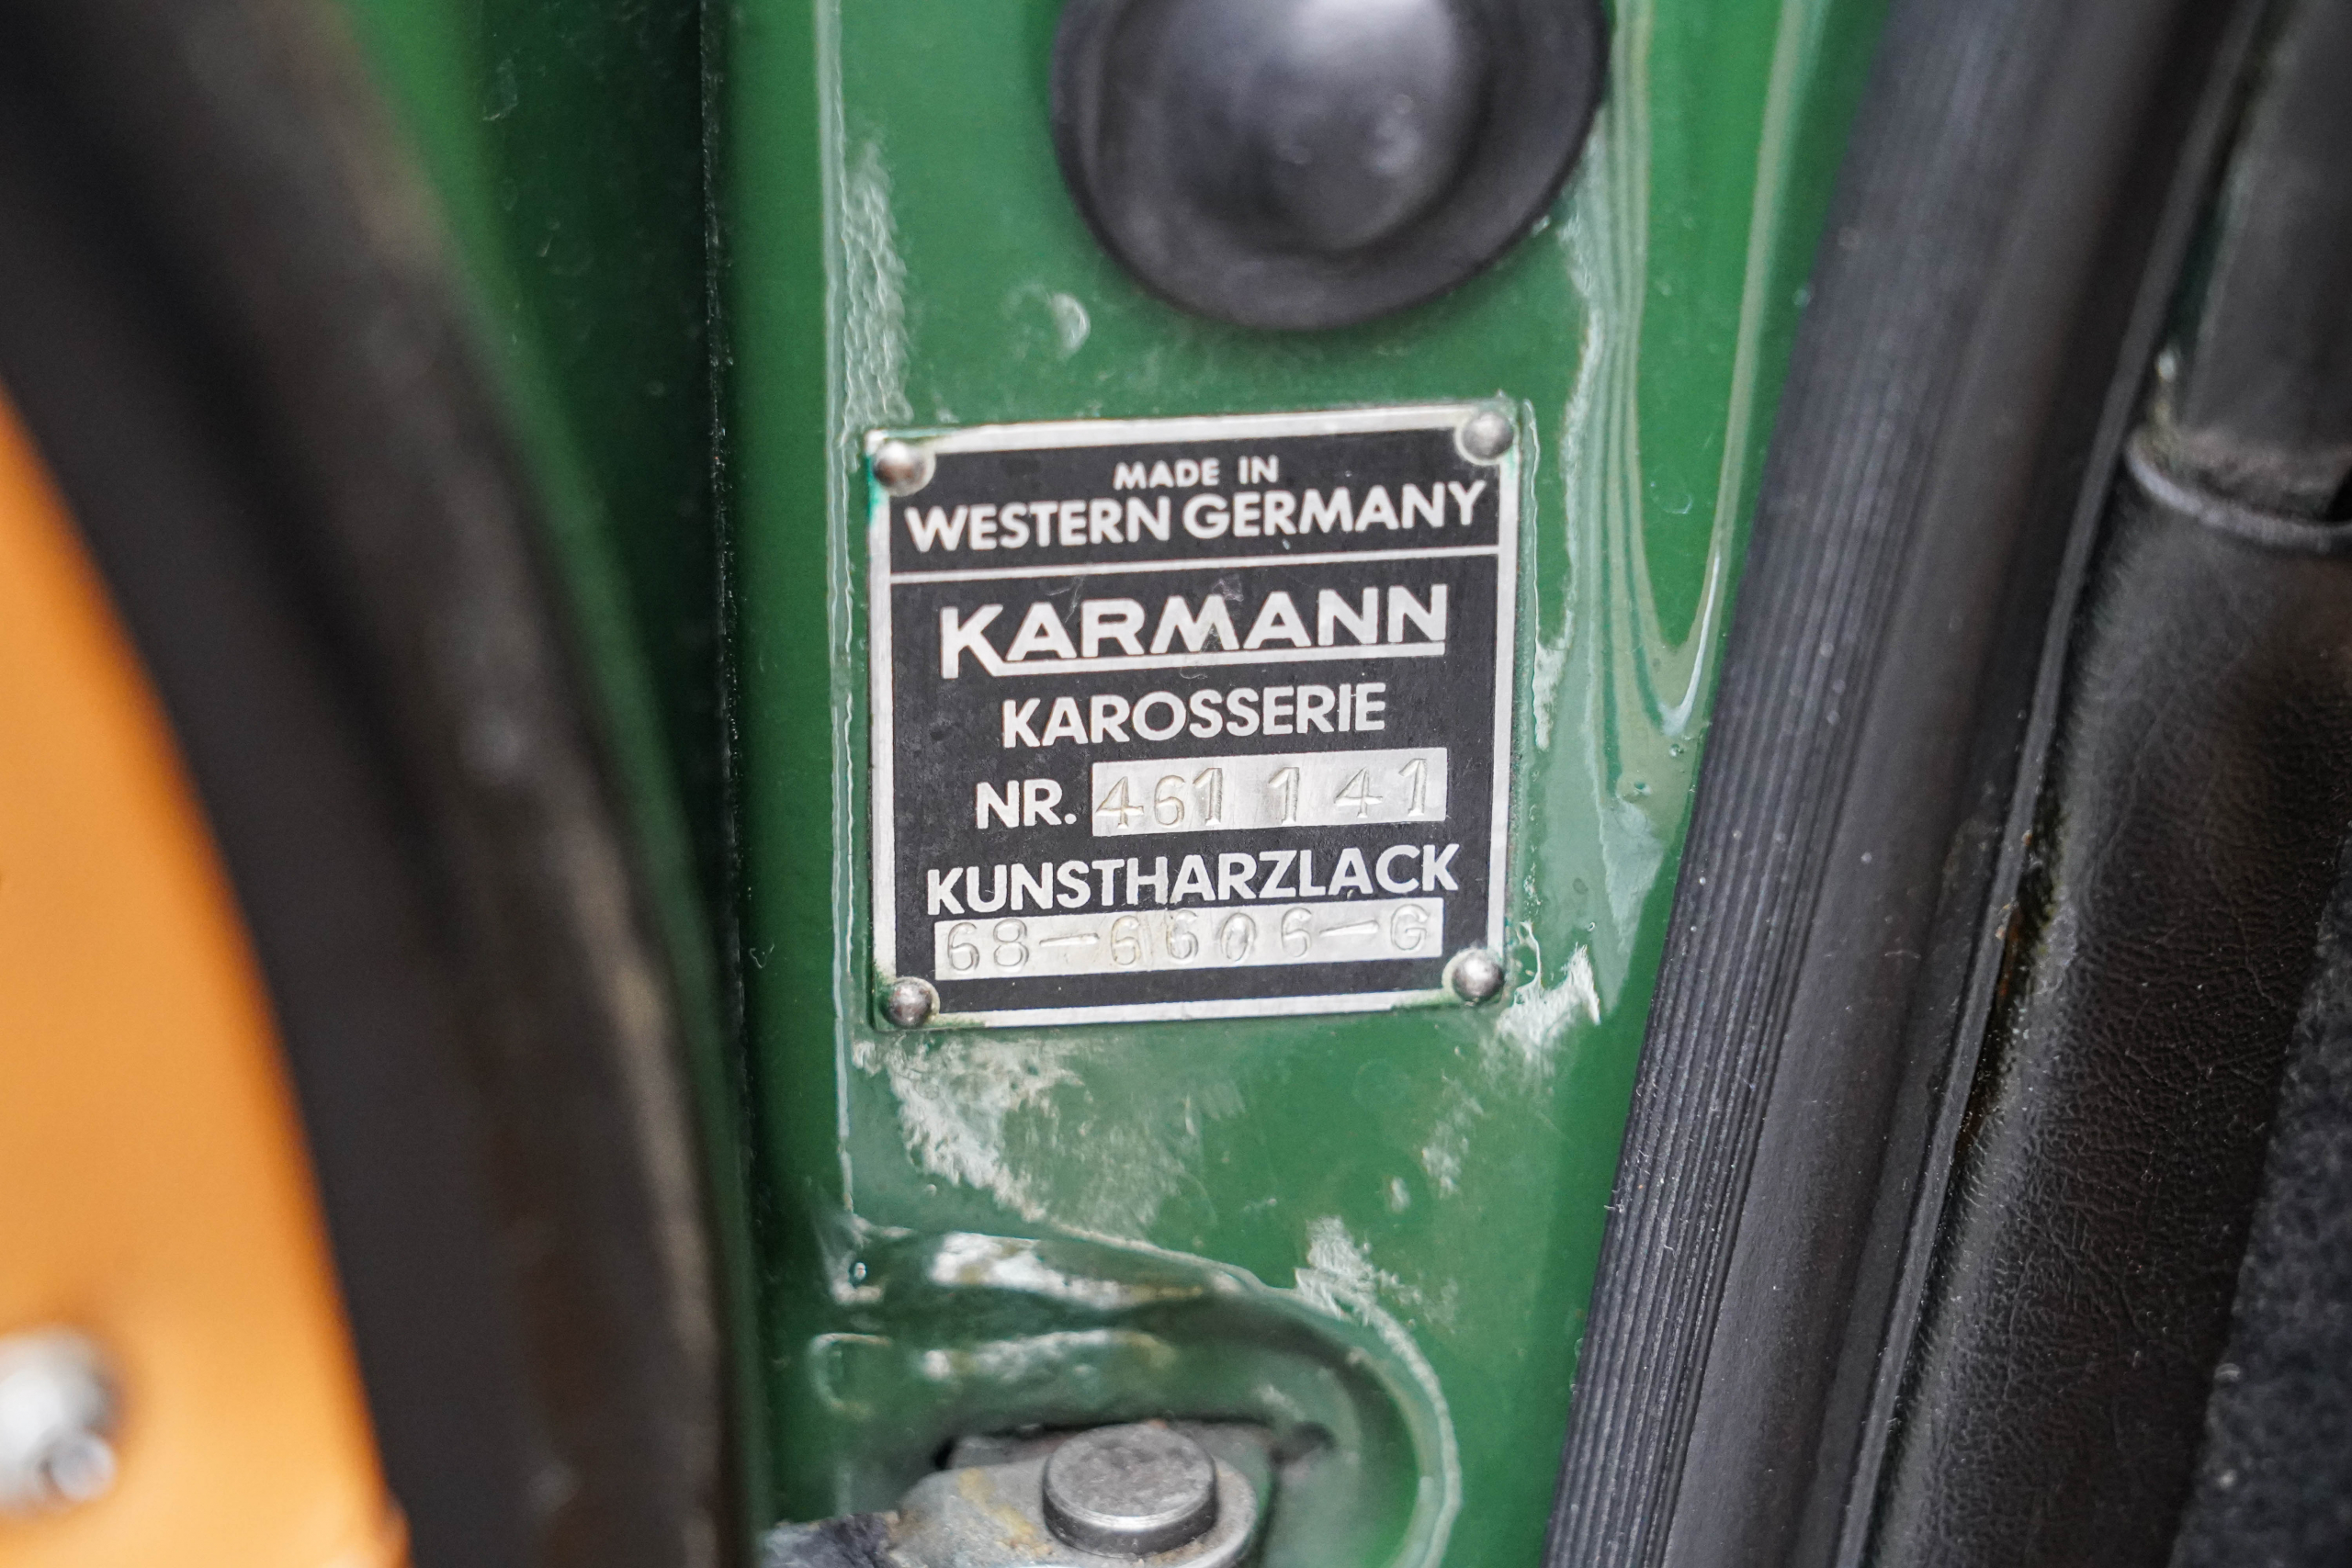 MADE IN
WESTERN GERMANY
KARMANN
KAROSSERIE
NR. 461 141
KUNSTHARZLACK
68-6606-G